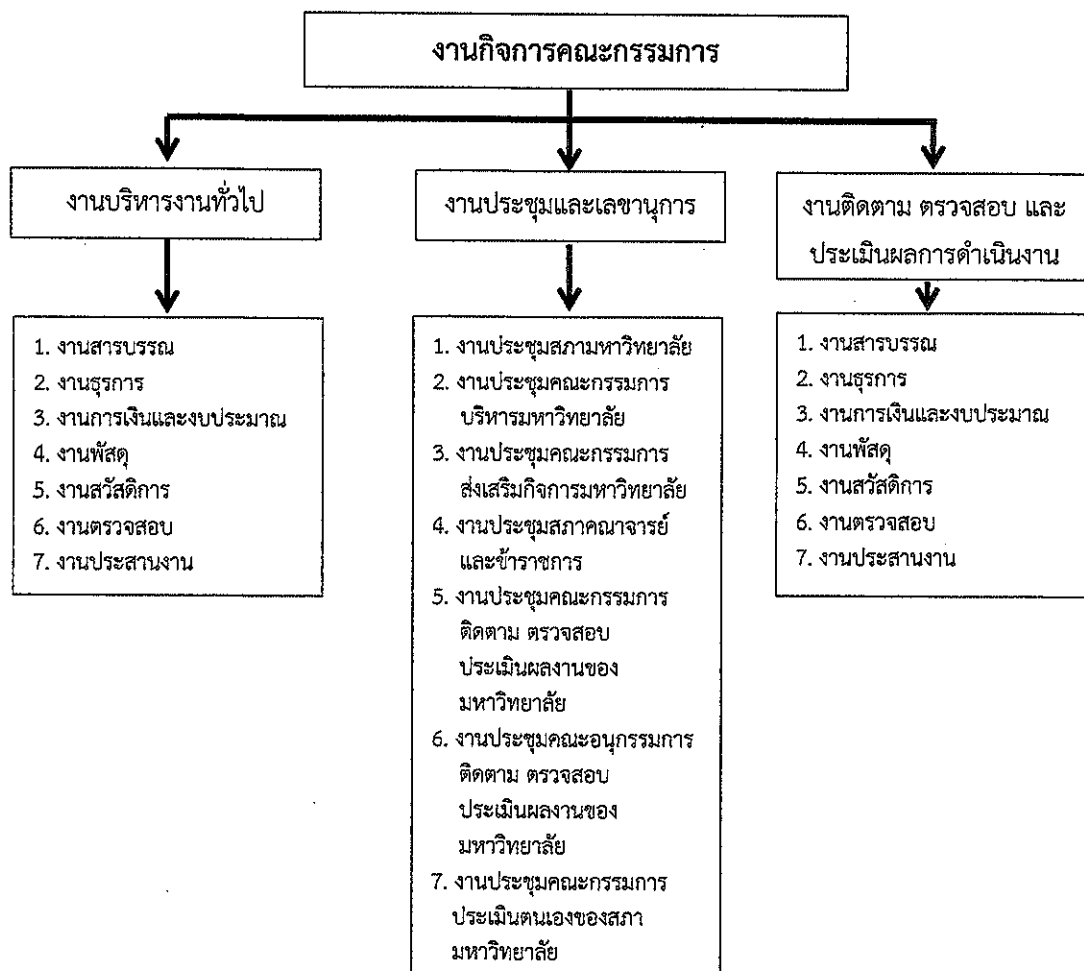 งานกิจการคณะกรรมการ
งานบริหารงานทั่วไป
1. งานสารบรรณ
2. งานธุรการ
3. งานการเงินและงบประมาณ
4. งานพัสดุ
5. งานสวัสดิการ
6. งานตรวจสอบ
7. งานประสานงาน
งานประชุมและเลขานุการ
1. งานประชุมสภามหาวิทยาลัย
2. งานประชุมคณะกรรมการ
บริหารมหาวิทยาลัย
3. งานประชุมคณะกรรมการ
ส่งเสริมกิจการมหาวิทยาลัย
4. งานประชุมสภาคณาจารย์
และข้าราชการ
5. งานประชุมคณะกรรมการ
ติดตาม ตรวจสอบ
ประเมินผลงานของ
มหาวิทยาลัย
6. งานประชุมคณะอนุกรรมการ
ติดตาม ตรวจสอบ
ประเมินผลงานของ
มหาวิทยาลัย
7. งานประชุมคณะกรรมการ
ประเมินตนเองของสภา
มหาวิทยาลัย
งานติดตาม ตรวจสอบ และ
ประเมินผลการดำเนินงาน
1. งานสารบรรณ
2. งานธุรการ
3. งานการเงินและงบประมาณ
4. งานพัสดุ
5. งานสวัสดิการ
6. งานตรวจสอบ
7. งานประสานงาน